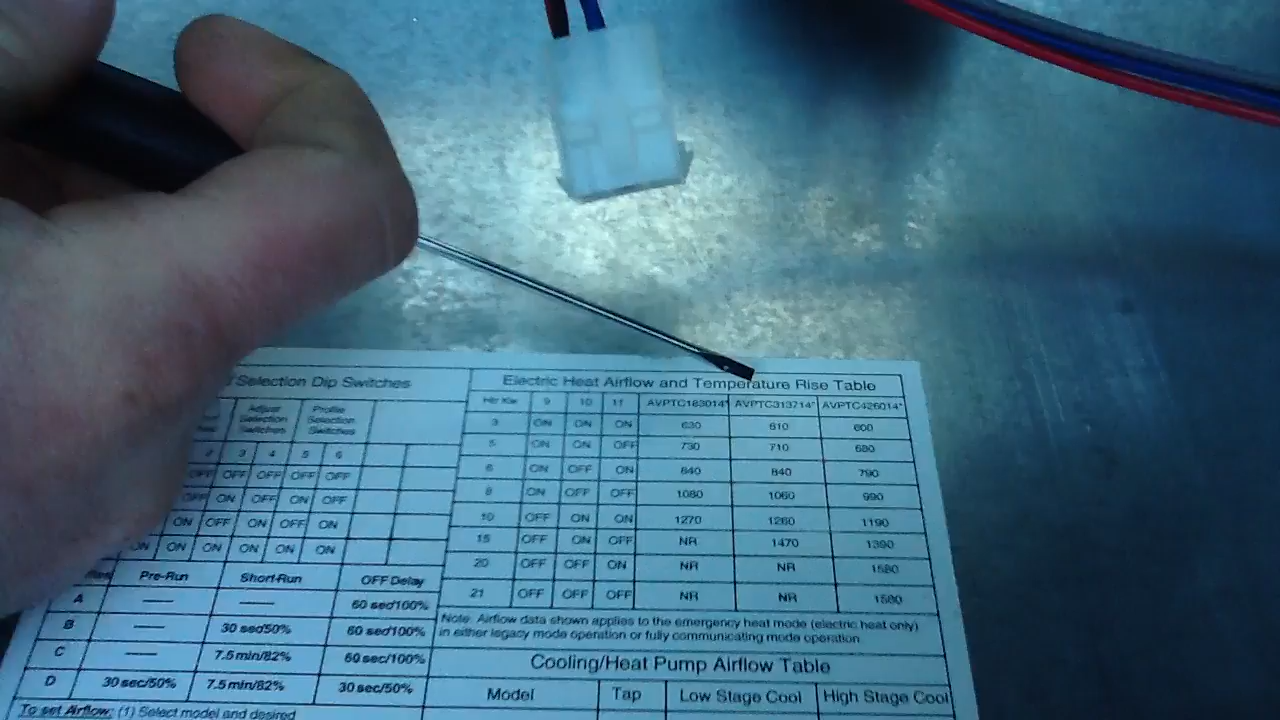 Selection Dip Switches
Adjust Selection Switches
Profile Selection Switches
2 3 4 5 6
OFF OFF OFF OFF OFF
OFF ON OFF ON OFF
ON OFF ON OFF ON
ON ON ON ON ON ON
Pre-Run Short-Run OFF Delay
A —— —— 60 sed/100%
B —— 30 sed50% 60 sed/100%
C —— 7.5 min/82% 60 sec/100%
D 30 sec/50% 7.5 min/82% 30 sec/50%
To set Airflow: (1) Select model and desired
Electric Heat Airflow and Temperature Rise Table
Htr Kw 9 10 11 AVPTC183014* AVPTC313714* AVPTC426014*
3 ON ON ON 630 610 600
5 ON ON OFF 730 710 680
6 ON OFF ON 840 840 790
8 ON OFF OFF 1080 1060 990
10 OFF ON ON 1270 1260 1190
15 OFF ON OFF NR 1470 1390
20 OFF OFF ON NR NR 1580
21 OFF OFF OFF NR NR 1580
Note: Airflow data shown applies to the emergency heat mode (electric heat only)
in either legacy mode operation or fully communicating mode operation
Cooling/Heat Pump Airflow Table
Model Tap Low Stage Cool High Stage Cool